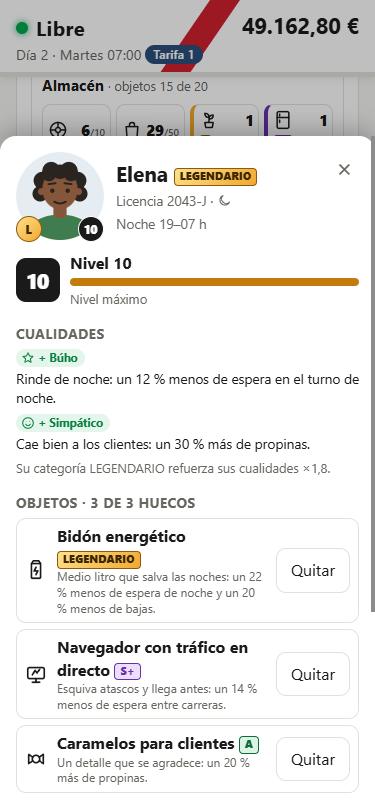 Libre
49.162,80 €
Día 2 · Martes 07:00 Tarifa 1
Almacén · objetos 15 de 20
6/10 29/50 1 1
Elena LEGENDARIO
Licencia 2043-J ·
Noche 19–07 h
L 10
10
Nivel 10
Nivel máximo
CUALIDADES
+ Búho
Rinde de noche: un 12 % menos de espera en el turno de
noche.
+ Simpático
Cae bien a los clientes: un 30 % más de propinas.
Su categoría LEGENDARIO refuerza sus cualidades ×1,8.
OBJETOS · 3 DE 3 HUECOS
Bidón energético
LEGENDARIO
Medio litro que salva las noches: un 22
% menos de espera de noche y un 20
% menos de bajas.
Quitar
Navegador con tráfico en
directo S+
Esquiva atascos y llega antes: un 14 %
menos de espera entre carreras.
Quitar
Caramelos para clientes A
Un detalle que se agradece: un 20 %
más de propinas.
Quitar